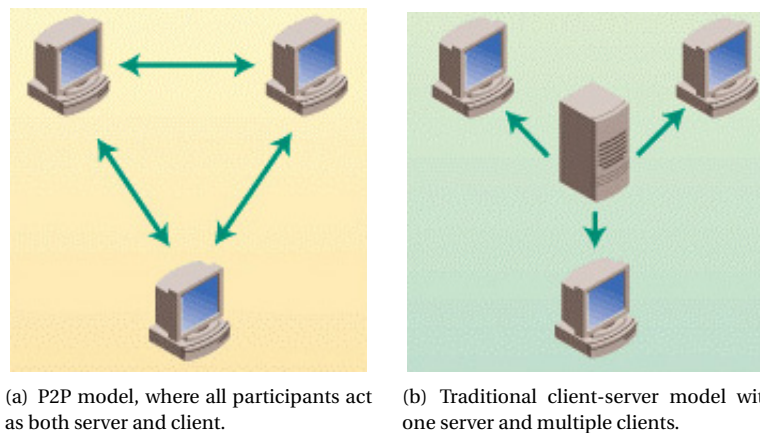 (a) P2P model, where all participants act
as both server and client.
(b) Traditional client-server model wit
one server and multiple clients.